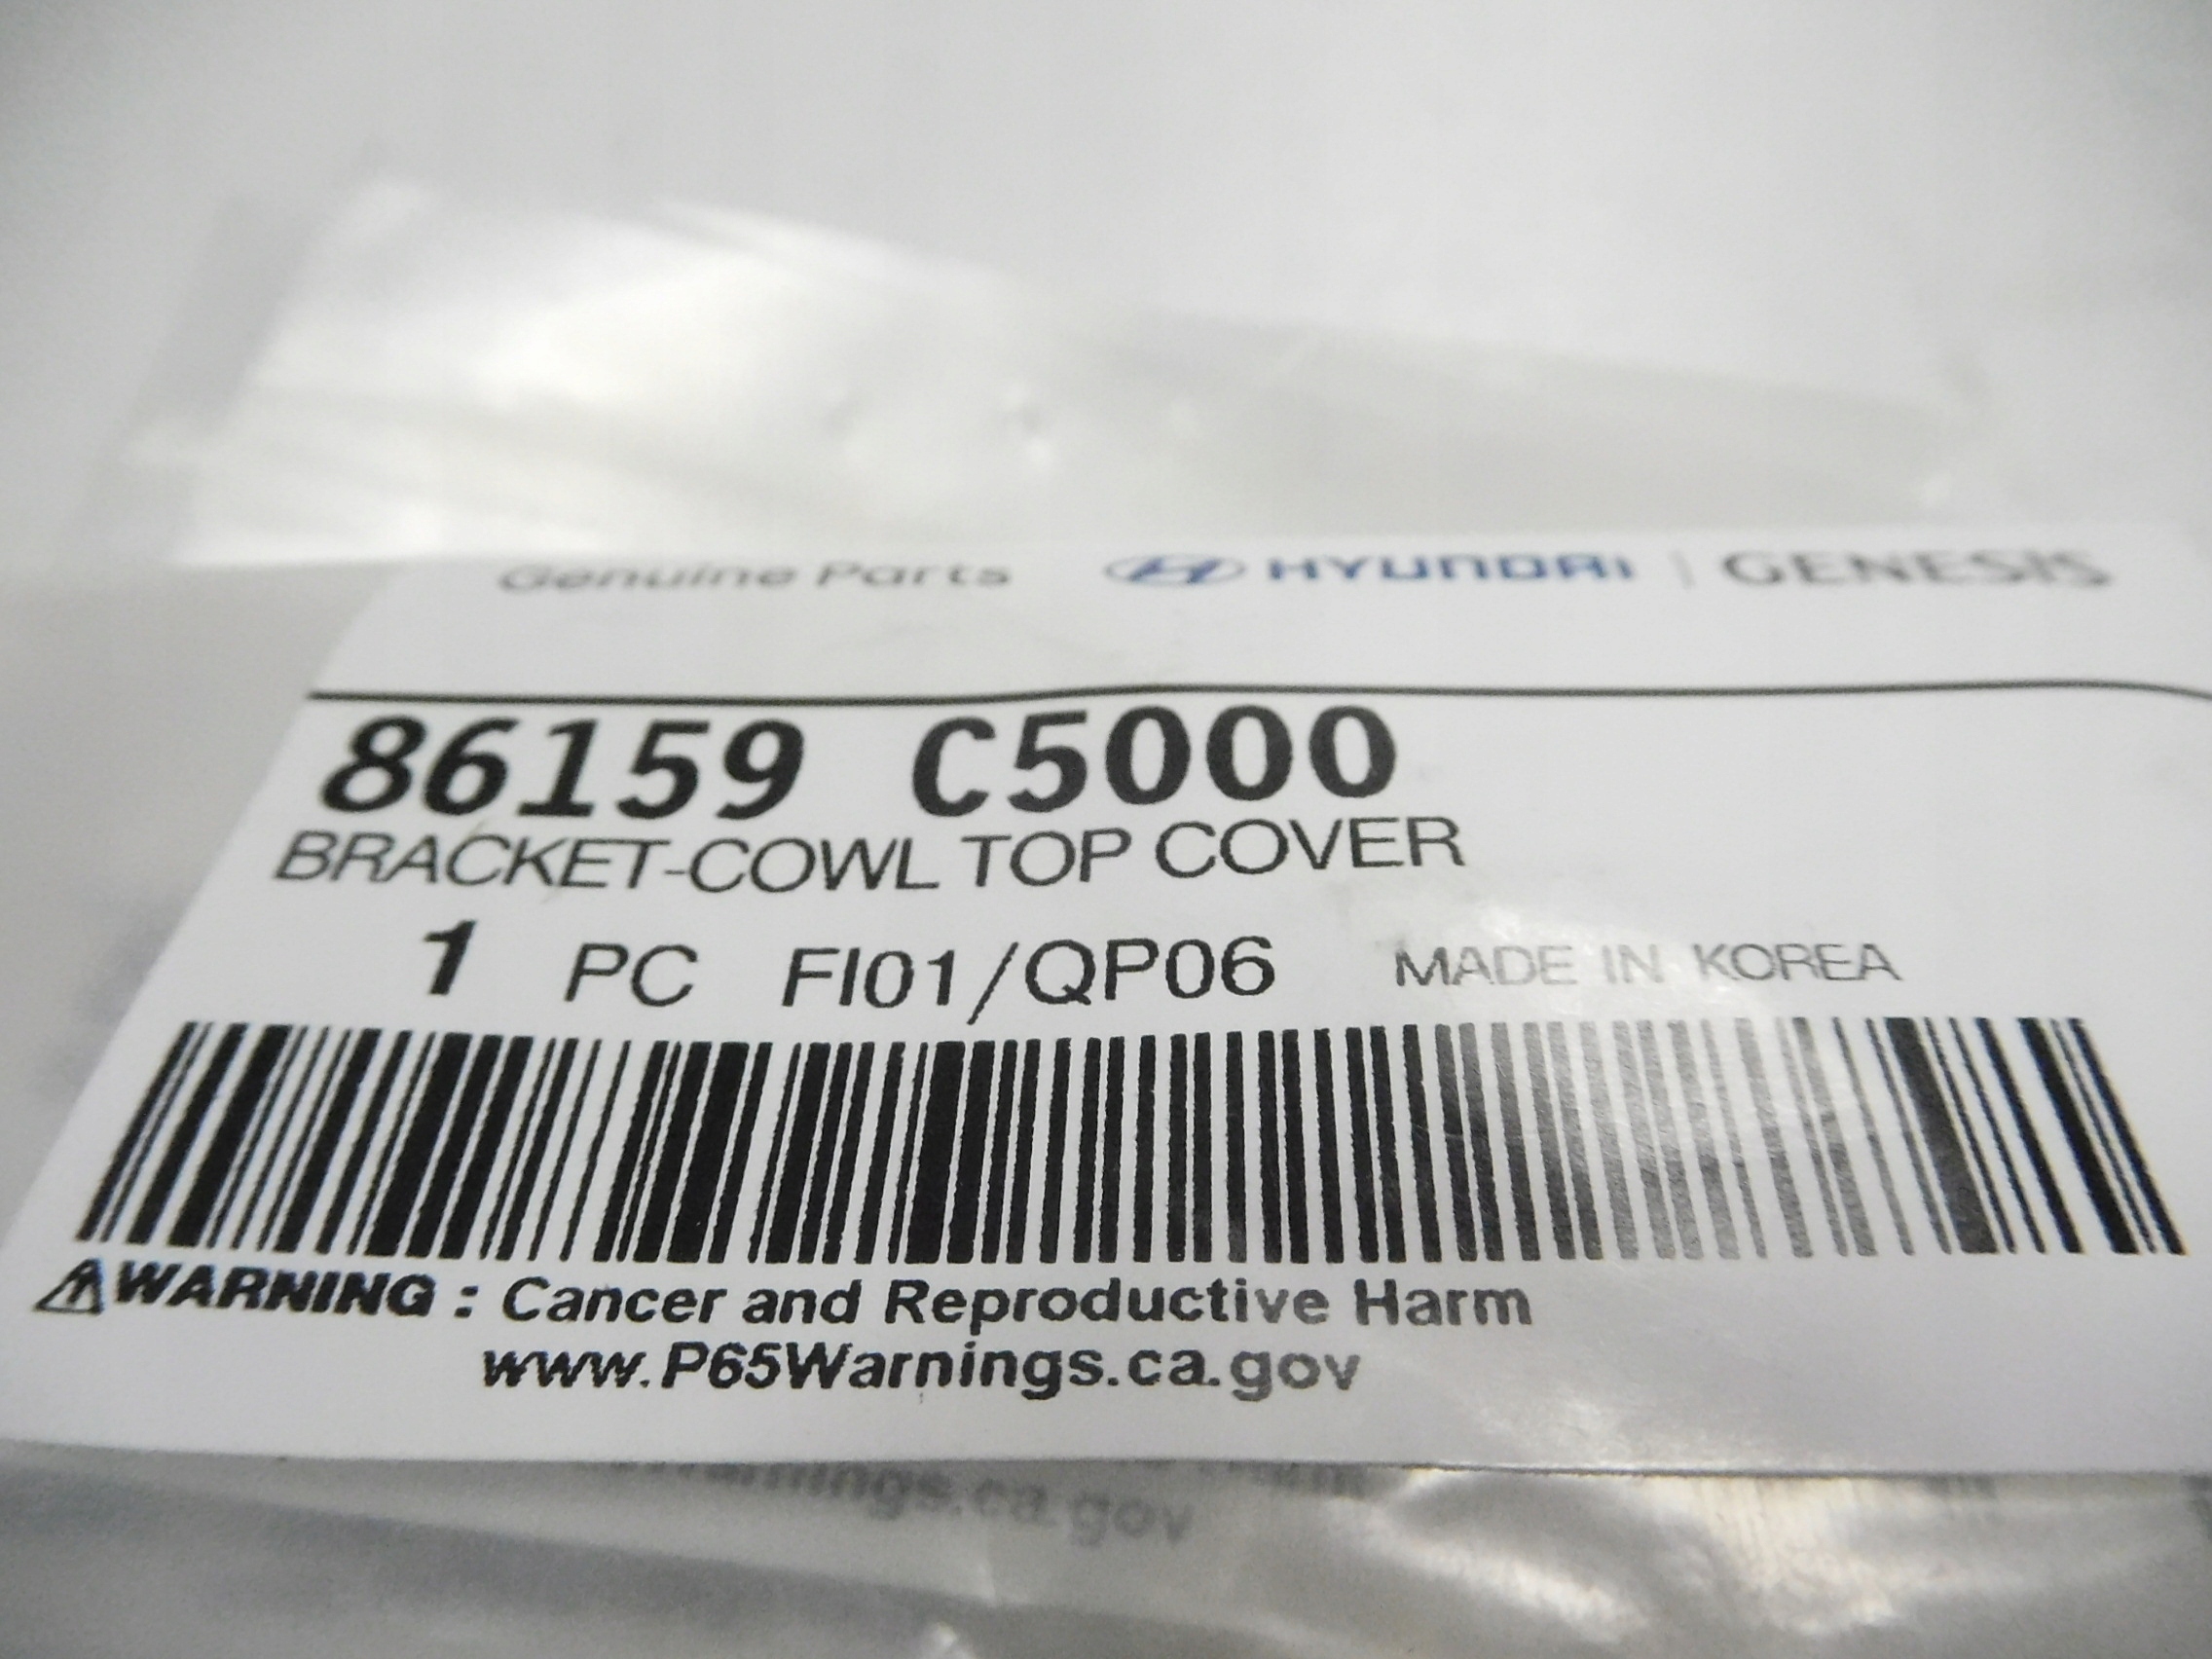 Genuine Parts HYUNDAI | GENESIS
86159 C5000
BRACKET-COWL TOP COVER
1 PC FI01/QP06 MADE IN KOREA
WARNING : Cancer and Reproductive Harm
www.P65Warnings.ca.gov